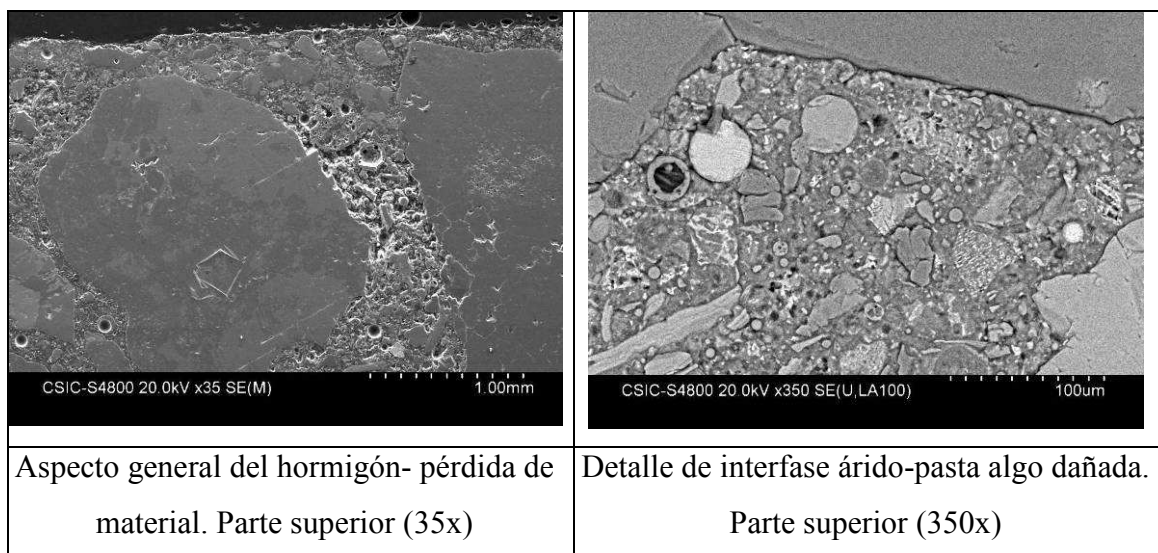 CSIC-S4800 20.0kV x35 SE(M) 1.00mm
CSIC-S4800 20.0kV x350 SE(U,LA100) 100um
Aspecto general del hormigón- pérdida de
material. Parte superior (35x)
Detalle de interfase árido-pasta algo dañada.
Parte superior (350x)